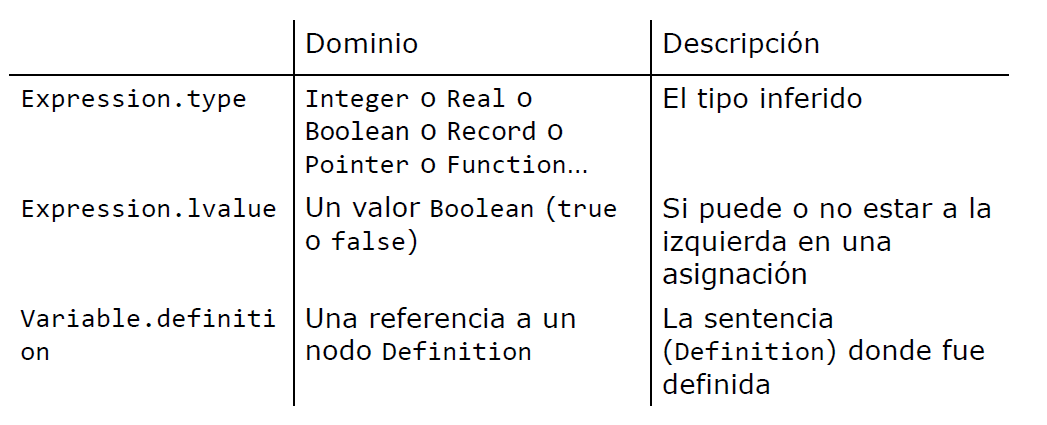 Dominio
Descripción
Expression.type
Integer o Real o
Boolean o Record o
Pointer o Function…
El tipo inferido
Expression.lvalue
Un valor Boolean (true
o false)
Si puede o no estar a la
izquierda en una
asignación
Variable.definiti
on
Una referencia a un
nodo Definition
La sentencia
(Definition) donde fue
definida